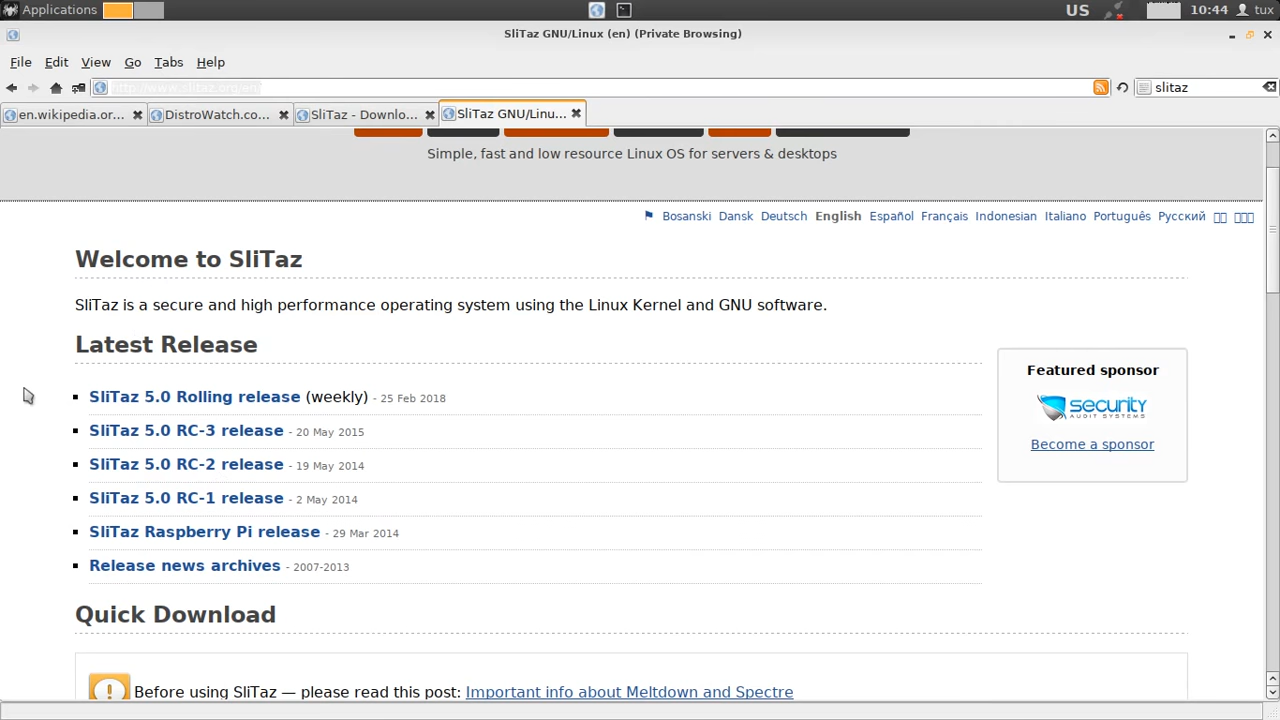 Applications
US
10:44
tux
SliTaz GNU/Linux (en) (Private Browsing)
File Edit View Go Tabs Help
http://www.slitaz.org/en/
slitaz
en.wikipedia.or...
DistroWatch.co...
SliTaz - Downlo...
SliTaz GNU/Linu...
Simple, fast and low resource Linux OS for servers & desktops
Bosanski Dansk Deutsch English Español Français Indonesian Italiano Português Русский
Welcome to SliTaz
SliTaz is a secure and high performance operating system using the Linux Kernel and GNU software.
Latest Release
SliTaz 5.0 Rolling release (weekly) - 25 Feb 2018
SliTaz 5.0 RC-3 release - 20 May 2015
SliTaz 5.0 RC-2 release - 19 May 2014
SliTaz 5.0 RC-1 release - 2 May 2014
SliTaz Raspberry Pi release - 29 Mar 2014
Release news archives - 2007-2013
Featured sponsor
security
AUDIT SYSTEMS
Become a sponsor
Quick Download
Before using SliTaz — please read this post: Important info about Meltdown and Spectre